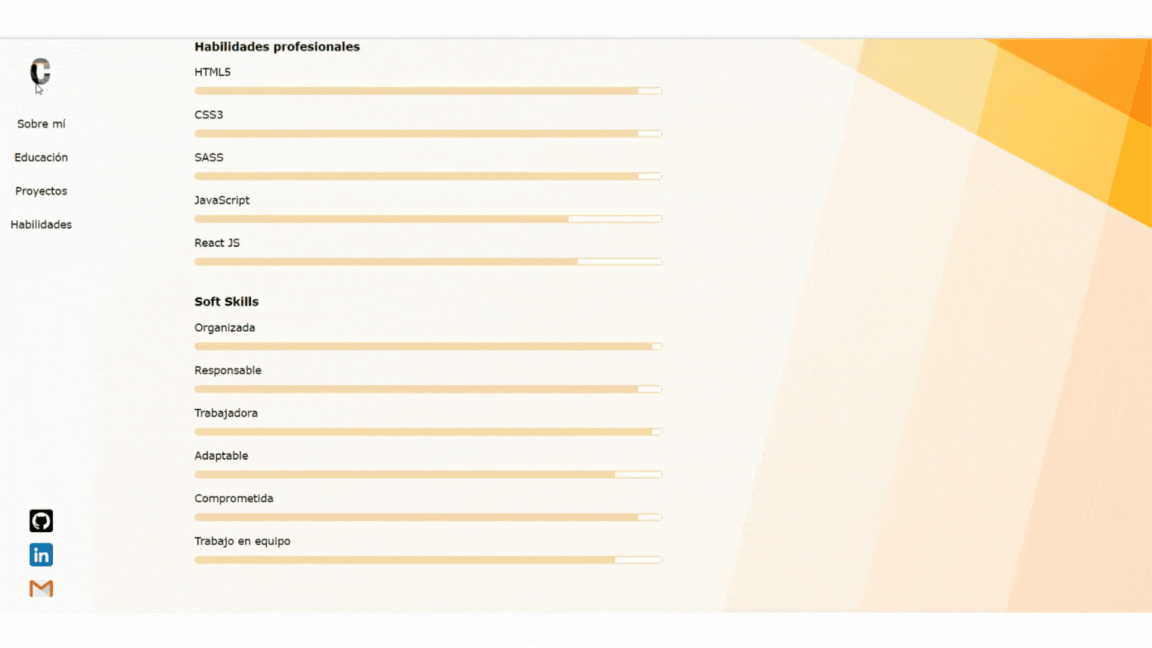 C
Sobre mí
Educación
Proyectos
Habilidades
in
Habilidades profesionales
HTML5
CSS3
SASS
JavaScript
React JS
Soft Skills
Organizada
Responsable
Trabajadora
Adaptable
Comprometida
Trabajo en equipo